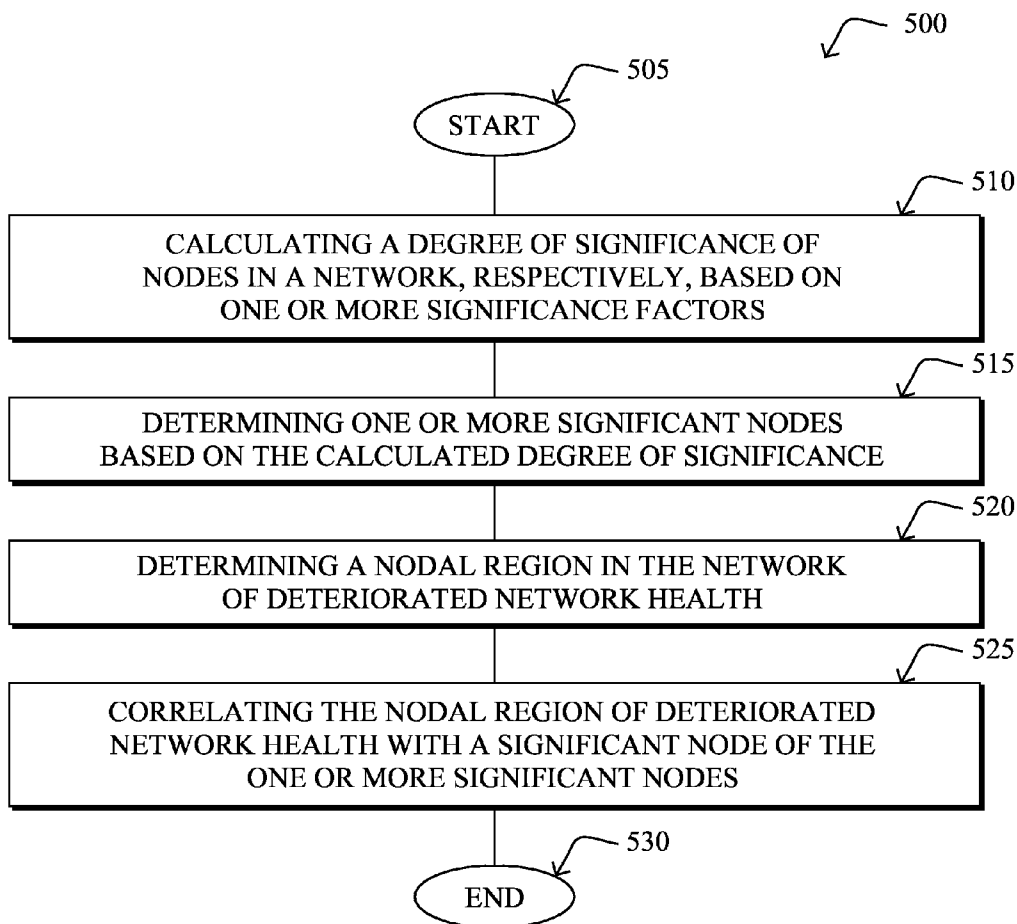 500
505
START
510
CALCULATING A DEGREE OF SIGNIFICANCE OF
NODES IN A NETWORK, RESPECTIVELY, BASED ON
ONE OR MORE SIGNIFICANCE FACTORS
515
DETERMINING ONE OR MORE SIGNIFICANT NODES
BASED ON THE CALCULATED DEGREE OF SIGNIFICANCE
520
DETERMINING A NODAL REGION IN THE NETWORK
OF DETERIORATED NETWORK HEALTH
525
CORRELATING THE NODAL REGION OF DETERIORATED
NETWORK HEALTH WITH A SIGNIFICANT NODE OF THE
ONE OR MORE SIGNIFICANT NODES
530
END